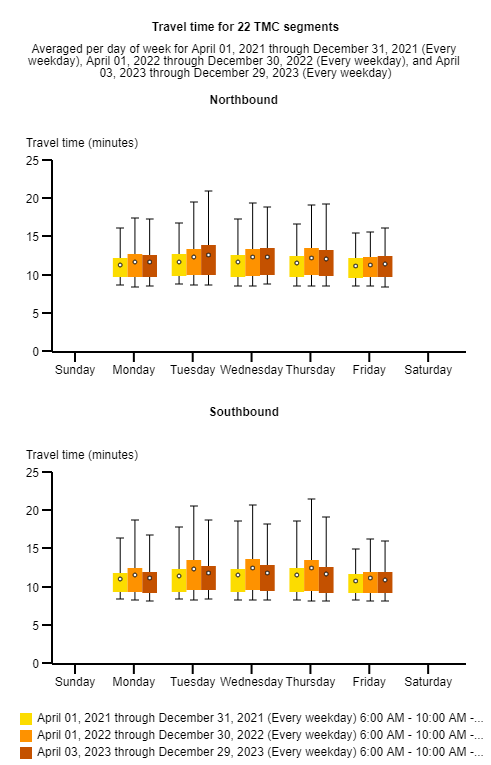 Travel time for 22 TMC segments
Averaged per day of week for April 01, 2021 through December 31, 2021 (Every
weekday), April 01, 2022 through December 30, 2022 (Every weekday), and April
03, 2023 through December 29, 2023 (Every weekday)
Northbound
Travel time (minutes)
25
20
15
10
5
0
Sunday Monday Tuesday Wednesday Thursday Friday Saturday
Southbound
Travel time (minutes)
25
20
15
10
5
0
Sunday Monday Tuesday Wednesday Thursday Friday Saturday
April 01, 2021 through December 31, 2021 (Every weekday) 6:00 AM - 10:00 AM -...
April 01, 2022 through December 30, 2022 (Every weekday) 6:00 AM - 10:00 AM -...
April 03, 2023 through December 29, 2023 (Every weekday) 6:00 AM - 10:00 AM -...